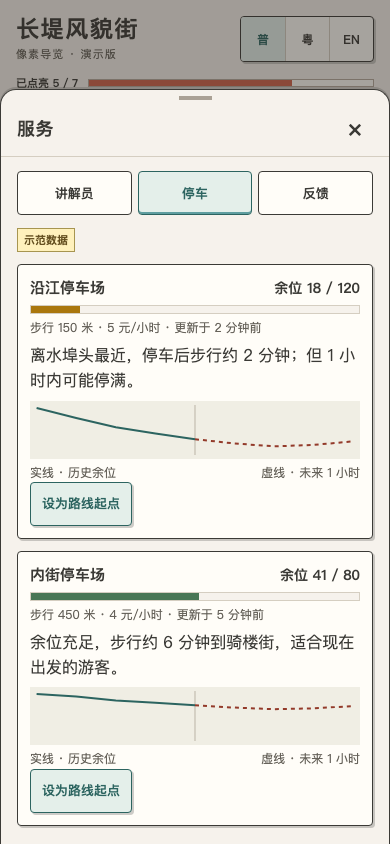 长堤风貌街
像素导览 · 演示版
普 粤 EN
已点亮 5 / 7
服务
×
讲解员 停车 反馈
示范数据
沿江停车场 余位 18 / 120
步行 150 米 · 5 元/小时 · 更新于 2 分钟前
离水埠头最近，停车后步行约 2 分钟；但 1 小
时内可能停满。
实线 · 历史余位 虚线 · 未来 1 小时
设为路线起点
内街停车场 余位 41 / 80
步行 450 米 · 4 元/小时 · 更新于 5 分钟前
余位充足，步行约 6 分钟到骑楼街，适合现在
出发的游客。
实线 · 历史余位 虚线 · 未来 1 小时
设为路线起点